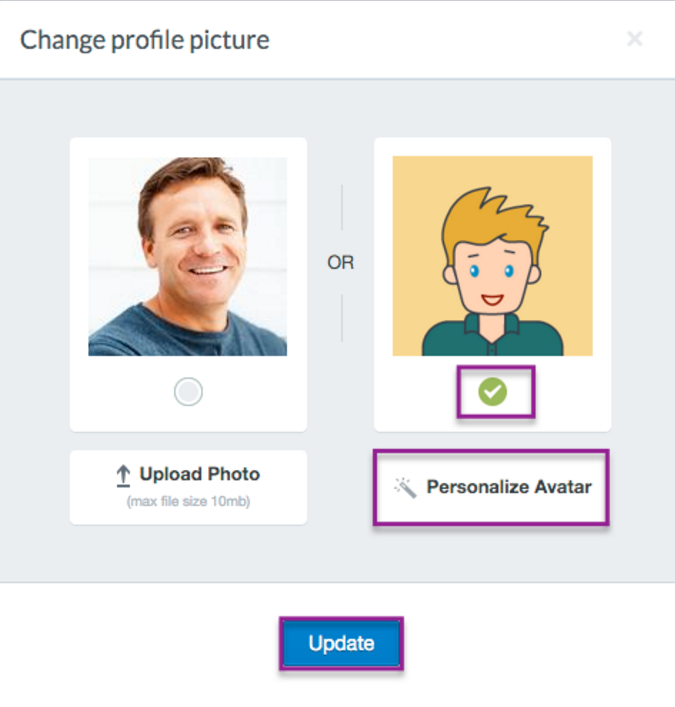 Change profile picture
OR
Upload Photo
(max file size 10mb)
Personalize Avatar
Update